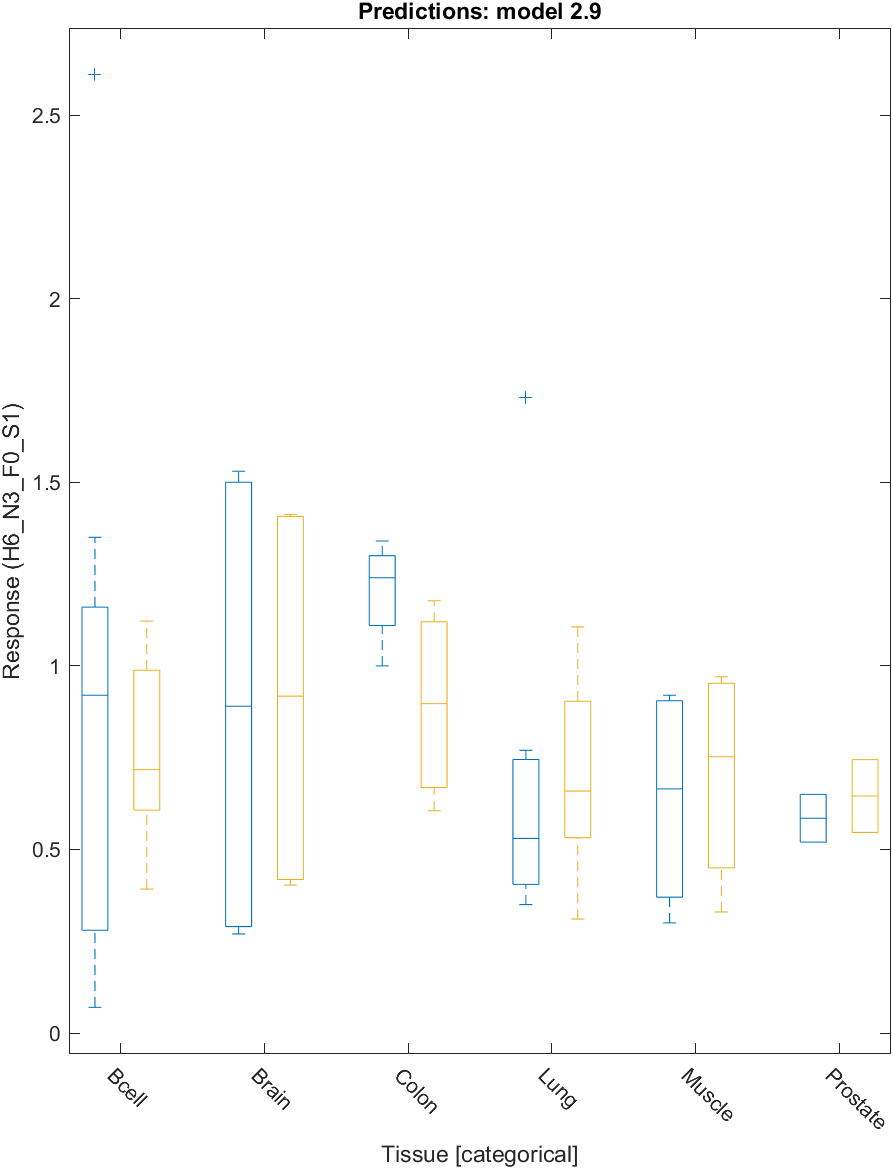 Predictions: model 2.9
2.5
2
1.5
1
0.5
0
Response (H6_N3_F0_S1)
Bcell
Brain
Colon
Lung
Muscle
Prostate
Tissue [categorical]